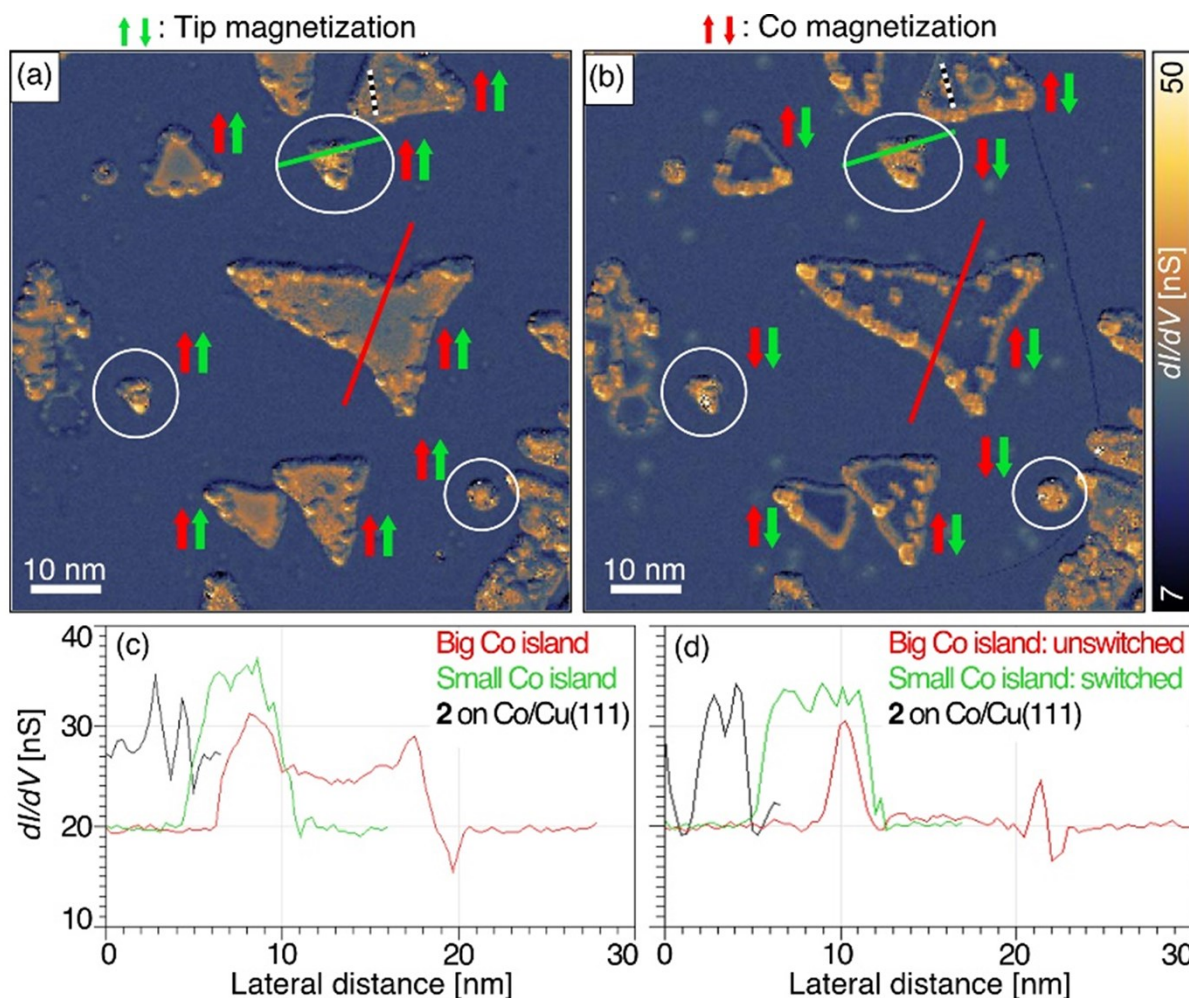 ↑↓: Tip magnetization
↑↓: Co magnetization
(a)
10 nm
(b)
10 nm
50
dI/dV [nS]
7
(c)
Big Co island
Small Co island
2 on Co/Cu(111)
40
30
20
10
dI/dV [nS]
0
10
20
30
Lateral distance [nm]
(d)
Big Co island: unswitched
Small Co island: switched
2 on Co/Cu(111)
0
10
20
30
Lateral distance [nm]